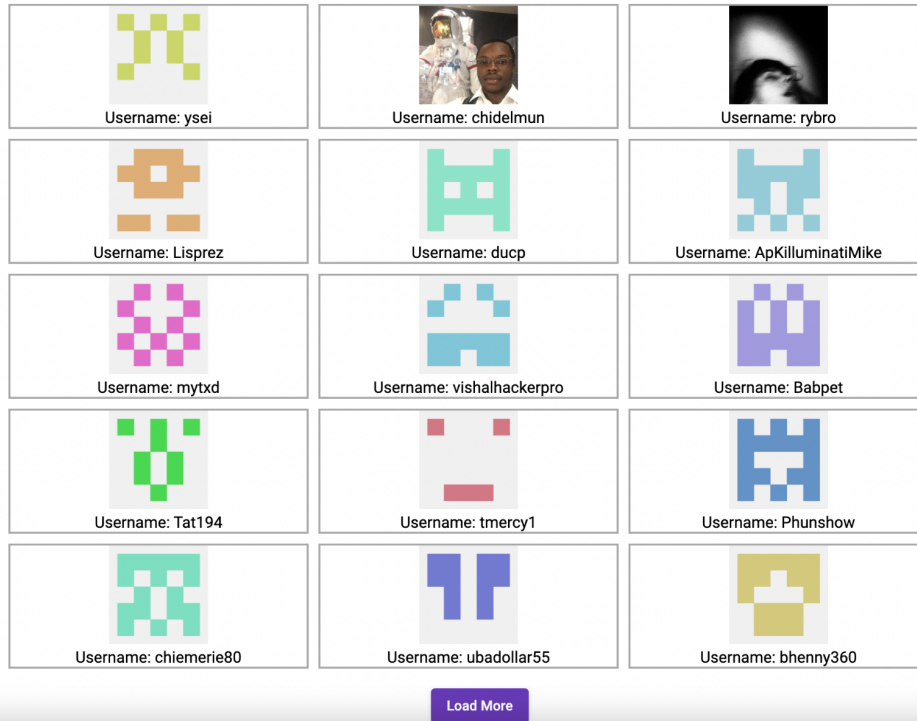 Username: ysei
Username: chidelmun
Username: rybro
Username: Lisprez
Username: ducp
Username: ApKilluminatiMike
Username: mytxd
Username: vishalhackerpro
Username: Babpet
Username: Tat194
Username: tmercy1
Username: Phunshow
Username: chiemerie80
Username: ubadollar55
Username: bhenny360
Load More